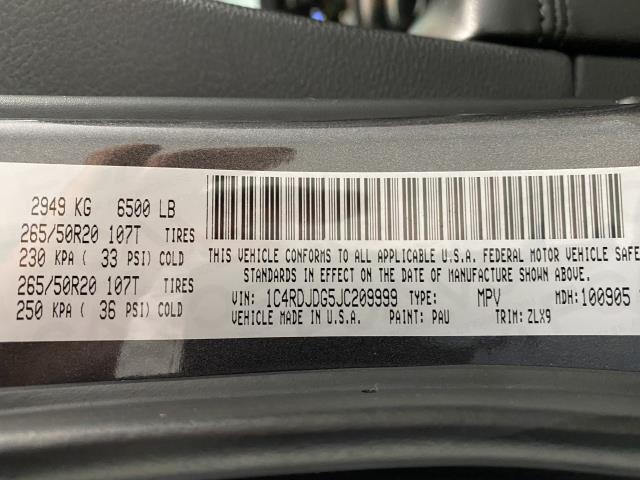 2949 KG 6500 LB
265/50R20 107T TIRES
230 KPA ( 33 PSI) COLD
265/50R20 107T TIRES
250 KPA ( 36 PSI) COLD
THIS VEHICLE CONFORMS TO ALL APPLICABLE U.S.A. FEDERAL MOTOR VEHICLE SAFE
STANDARDS IN EFFECT ON THE DATE OF MANUFACTURE SHOWN ABOVE.
VIN: 1C4RDJDG5JC209999 TYPE: MPV MDH:100905
VEHICLE MADE IN U.S.A. PAINT: PAU TRIM: ZLX9